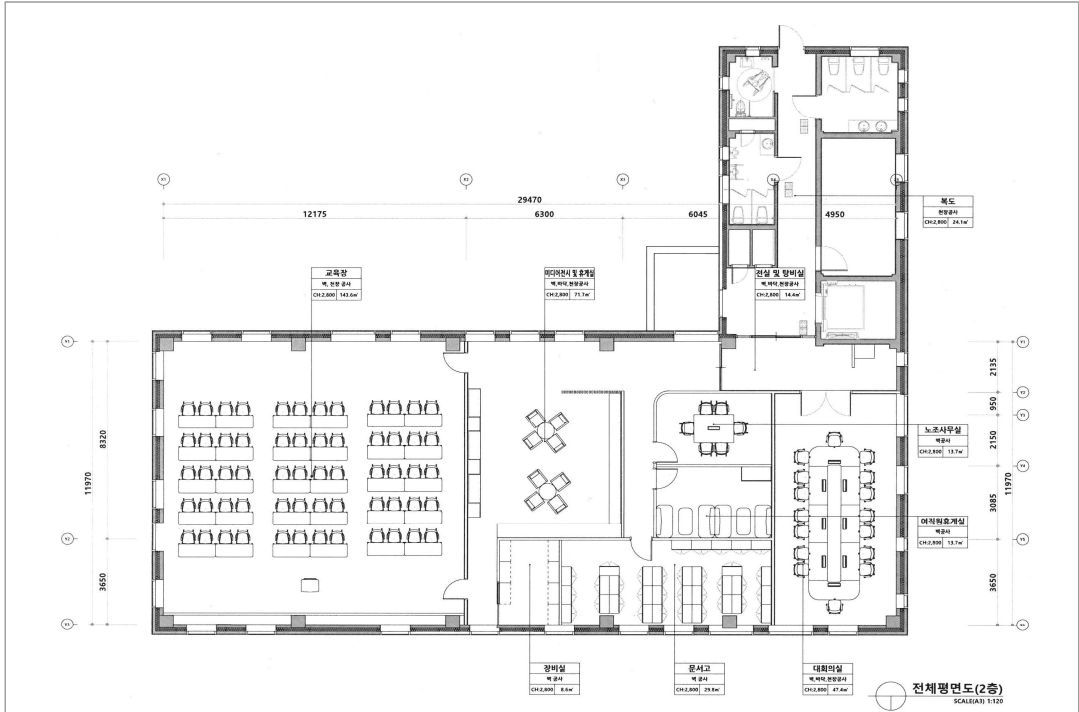 X1
X2
X3
29470
12175
6300
6045
4950
복도
천장공사
CH:2,800 24.1㎡
교육장
벽, 천장 공사
CH:2,800 143.6㎡
미디어전시 및 휴게실
벽,바닥,천장공사
CH:2,800 71.7㎡
전실 및 탕비실
벽,바닥,천장공사
CH:2,800 14.4㎡
Y1
Y1
2135
Y2
950
Y3
8320
2150
노조사무실
벽공사
CH:2,800 13.7㎡
Y4
11970
3085
11970
여직원휴게실
벽공사
CH:2,800 13.7㎡
Y2
Y5
3650
3650
Y3
장비실
벽 공사
CH:2,800 8.6㎡
문서고
벽 공사
CH:2,800 29.8㎡
대회의실
벽,바닥,천장공사
CH:2,800 47.4㎡
전체평면도(2층)
SCALE(A3) 1:120